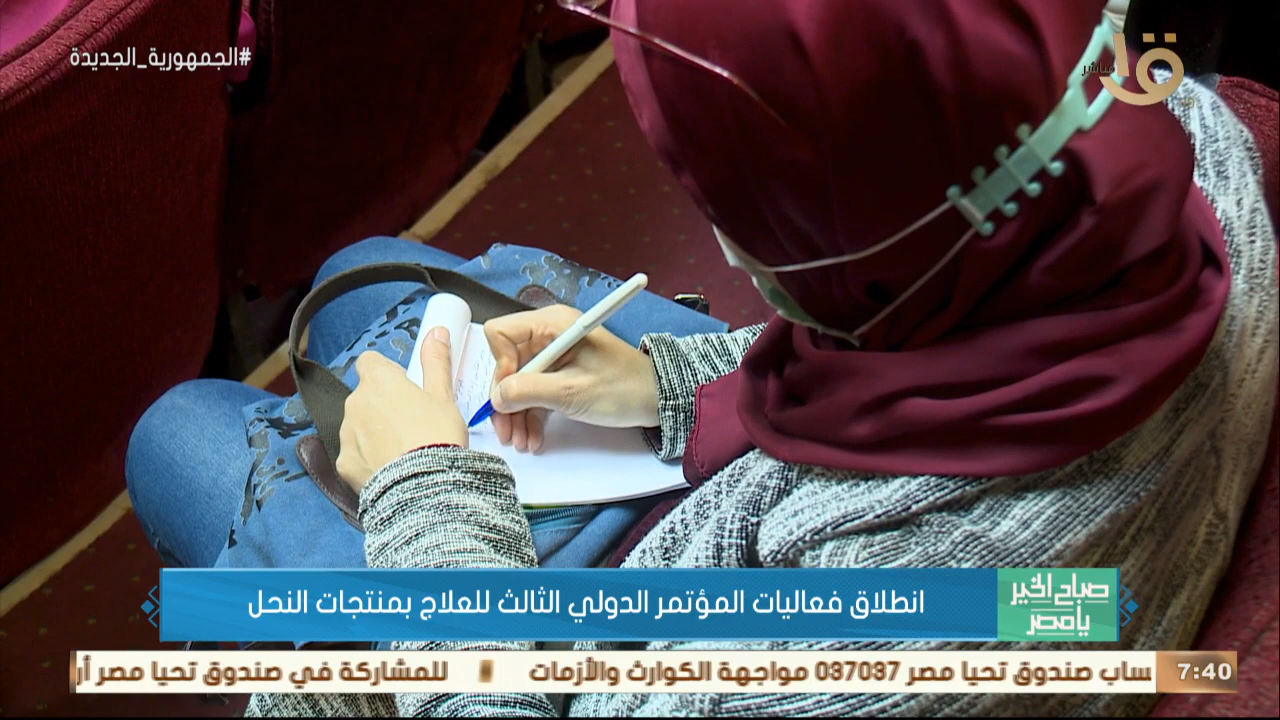 #الجمهورية_الجديدة
مباشر
انطلاق فعاليات المؤتمر الدولي الثالث للعلاج بمنتجات النحل
صباح الخير
يا مصر
ساب صندوق تحيا مصر 037037 مواجهة الكوارث والأزمات للمشاركة في صندوق تحيا مصر أر
7:40